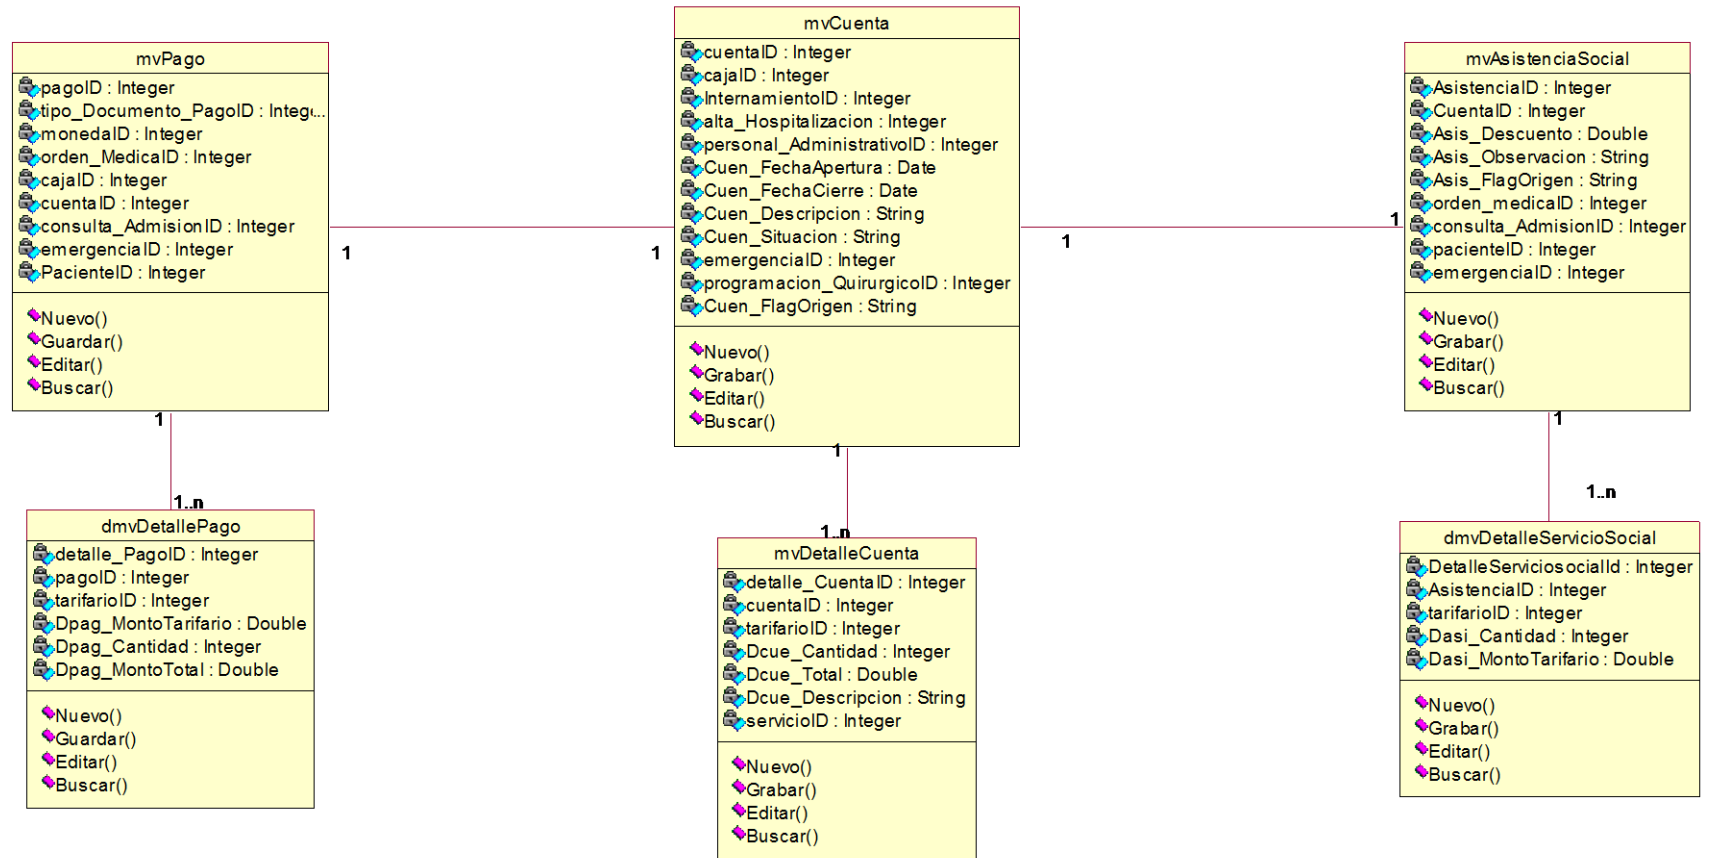 mvPago
pagoID : Integer
tipo_Documento_PagoID : Intege...
monedaID : Integer
orden_MedicaID : Integer
cajaID : Integer
cuentaID : Integer
consulta_AdmisionID : Integer
emergenciaID : Integer
PacienteID : Integer
Nuevo()
Guardar()
Editar()
Buscar()
1
1
1
1..n
dmvDetallePago
detalle_PagoID : Integer
pagoID : Integer
tarifarioID : Integer
Dpag_MontoTarifario : Double
Dpag_Cantidad : Integer
Dpag_MontoTotal : Double
Nuevo()
Guardar()
Editar()
Buscar()
mvCuenta
cuentaID : Integer
cajaID : Integer
InternamientoID : Integer
alta_Hospitalizacion : Integer
personal_AdministrativoID : Integer
Cuen_FechaApertura : Date
Cuen_FechaCierre : Date
Cuen_Descripcion : String
Cuen_Situacion : String
emergenciaID : Integer
programacion_QuirurgicoID : Integer
Cuen_FlagOrigen : String
Nuevo()
Grabar()
Editar()
Buscar()
1
1..n
mvDetalleCuenta
detalle_CuentaID : Integer
cuentaID : Integer
tarifarioID : Integer
Dcue_Cantidad : Integer
Dcue_Total : Double
Dcue_Descripcion : String
servicioID : Integer
Nuevo()
Grabar()
Editar()
Buscar()
1
1
mvAsistenciaSocial
AsistenciaID : Integer
CuentaID : Integer
Asis_Descuento : Double
Asis_Observacion : String
Asis_FlagOrigen : String
orden_medicaID : Integer
consulta_AdmisionID : Integer
pacienteID : Integer
emergenciaID : Integer
Nuevo()
Grabar()
Editar()
Buscar()
1
1..n
dmvDetalleServicioSocial
DetalleServiciosocialId : Integer
AsistenciaID : Integer
tarifarioID : Integer
Dasi_Cantidad : Integer
Dasi_MontoTarifario : Double
Nuevo()
Grabar()
Editar()
Buscar()